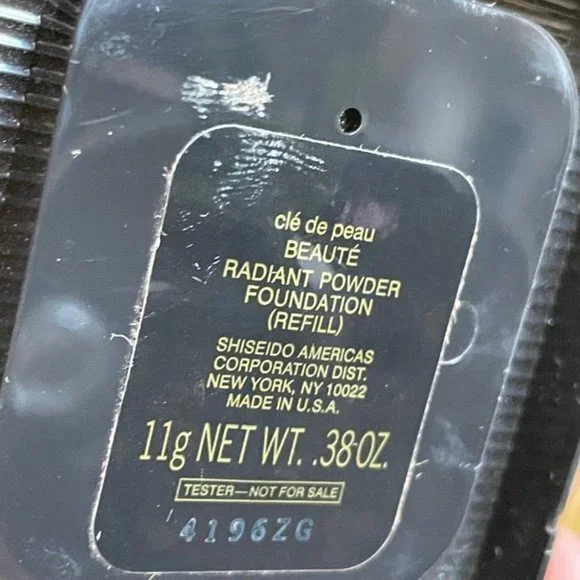 clé de peau
BEAUTÉ
RADIANT POWDER
FOUNDATION
(REFILL)
SHISEIDO AMERICAS
CORPORATION DIST.
NEW YORK, NY 10022
MADE IN U.S.A.
11g NET WT. .38 OZ.
TESTER—NOT FOR SALE
4196ZG